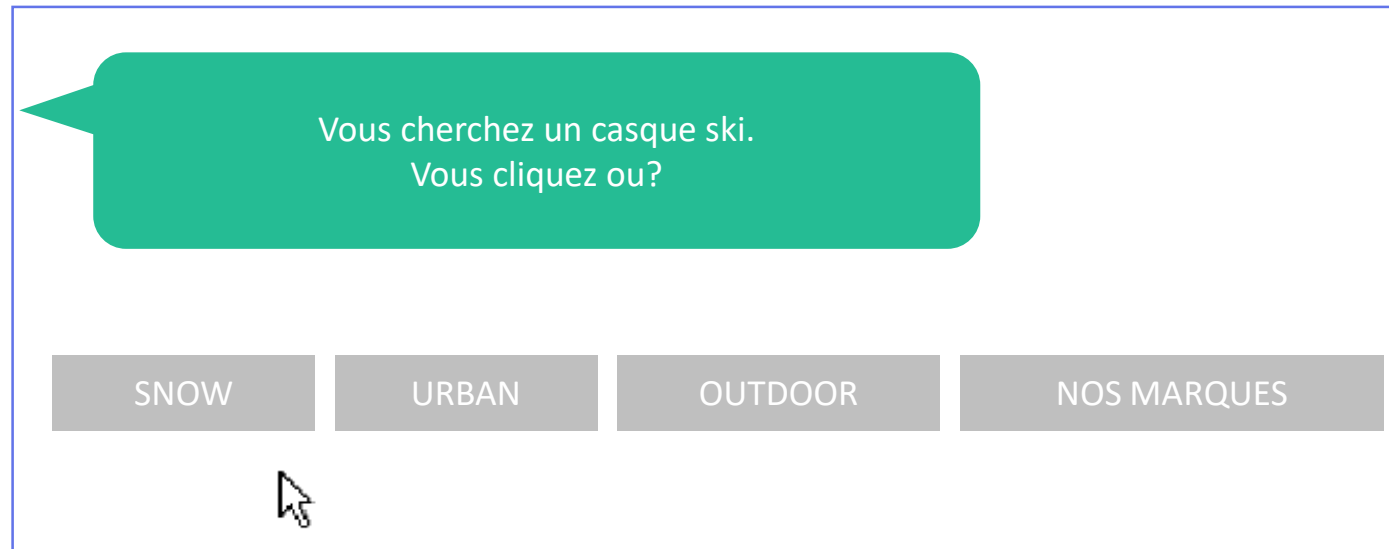 Vous cherchez un casque ski.
Vous cliquez ou?
SNOW URBAN OUTDOOR NOS MARQUES